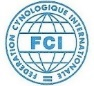 FEDERATION CYNOLOGIQUE INTERNATIONALE
FCI